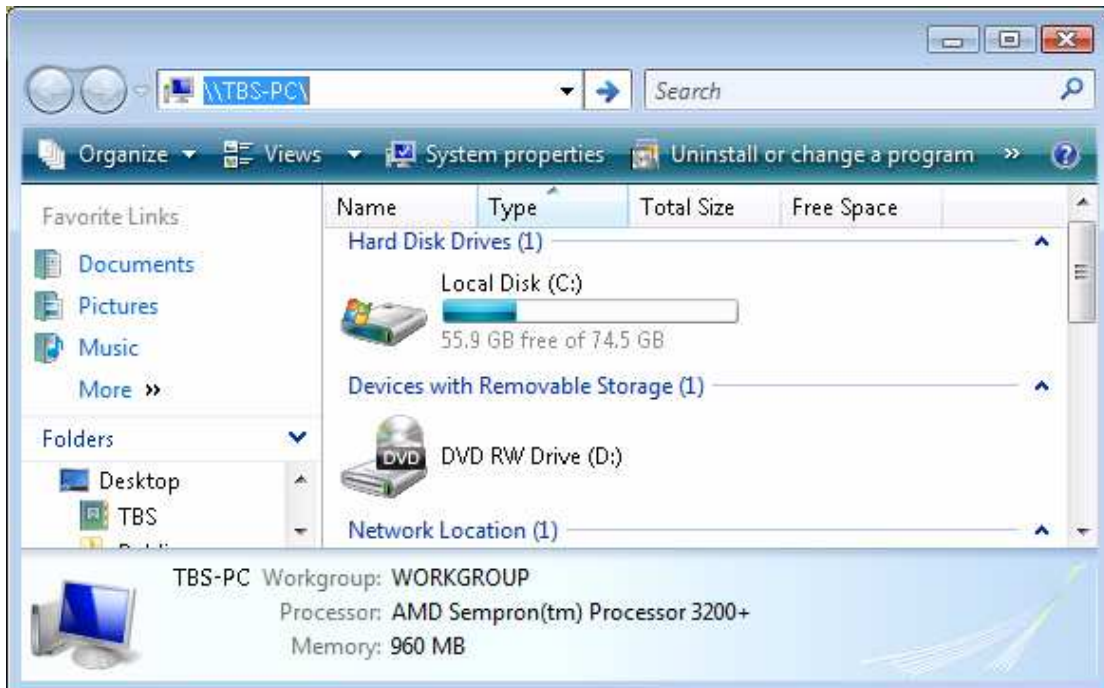 \\TBS-PC\
Search
Organize Views System properties Uninstall or change a program »
Favorite Links
Documents
Pictures
Music
More »
Folders
Desktop
TBS
Name Type Total Size Free Space
Hard Disk Drives (1)
Local Disk (C:)
55.9 GB free of 74.5 GB
Devices with Removable Storage (1)
DVD
DVD RW Drive (D:)
Network Location (1)
TBS-PC Workgroup: WORKGROUP
Processor: AMD Sempron(tm) Processor 3200+
Memory: 960 MB